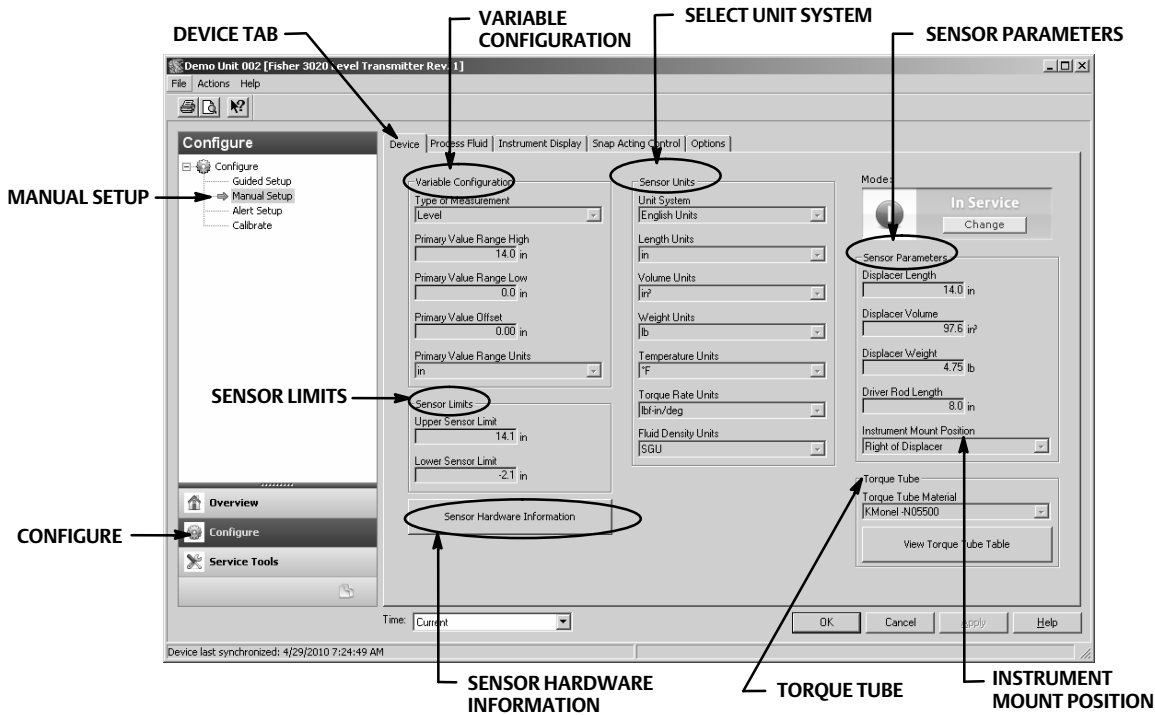 VARIABLE
CONFIGURATION
SELECT UNIT SYSTEM
DEVICE TAB
SENSOR PARAMETERS
Demo Unit 002 [Fisher 3020 Level Transmitter Rev. 1]
File Actions Help
Configure
Configure
Guided Setup
Manual Setup
Alert Setup
Calibrate
MANUAL SETUP
Device Process Fluid Instrument Display Snap Acting Control Options
Variable Configuration
Type of Measurement
Level
Primary Value Range High
14.0 in
Primary Value Range Low
0.0 in
Primary Value Offset
0.00 in
Primary Value Range Units
in
SENSOR LIMITS
Sensor Limits
Upper Sensor Limit
14.1 in
Lower Sensor Limit
-2.1 in
Sensor Hardware Information
Sensor Units
Unit System
English Units
Length Units
in
Volume Units
in³
Weight Units
lb
Temperature Units
°F
Torque Rate Units
lbf-in/deg
Fluid Density Units
SGU
Mode:
In Service
Change
Sensor Parameters
Displacer Length
14.0 in
Displacer Volume
97.6 in³
Displacer Weight
4.75 lb
Driver Rod Length
8.0 in
Instrument Mount Position
Right of Displacer
Torque Tube
Torque Tube Material
KMonel -N05500
View Torque Tube Table
Overview
Configure
Service Tools
CONFIGURE
Time: Current
OK Cancel Apply Help
Device last synchronized: 4/29/2010 7:24:49 AM
SENSOR HARDWARE
INFORMATION
TORQUE TUBE
INSTRUMENT
MOUNT POSITION